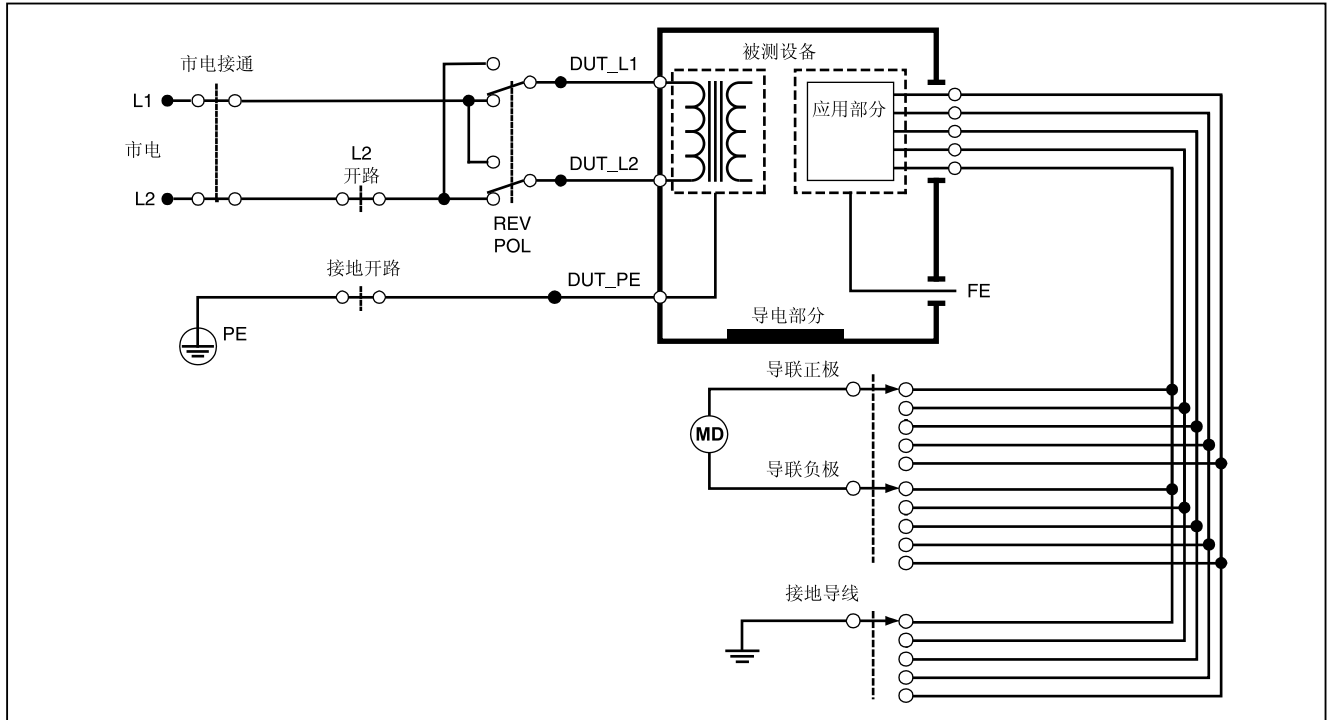 市电接通
DUT_L1
被测设备
L1
应用部分
市电
L2
开路
DUT_L2
L2
REV
POL
接地开路
DUT_PE
FE
PE
导电部分
导联正极
MD
导联负极
接地导线